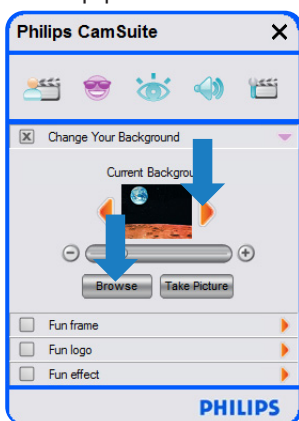 Philips CamSuite
Change Your Background
Current Backgrou
Browse
Take Picture
Fun frame
Fun logo
Fun effect
PHILIPS